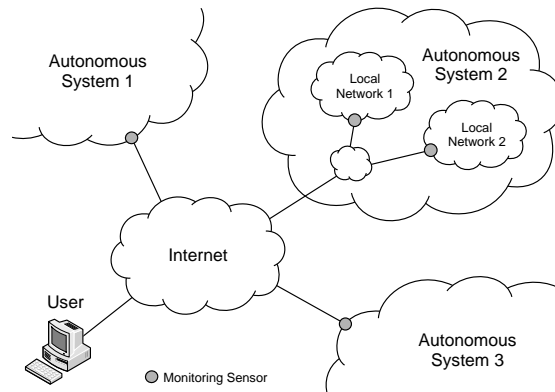 Autonomous
System 1
Autonomous
System 2
Local
Network 1
Local
Network 2
Internet
User
Autonomous
System 3
Monitoring Sensor